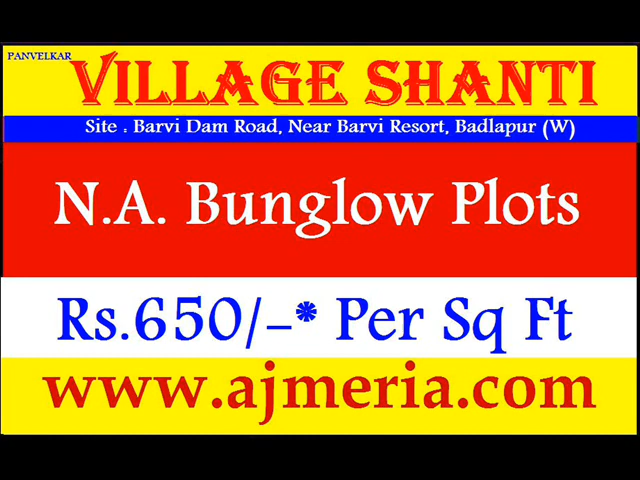 PANVELKAR
VILLAGE SHANTI
Site : Barvi Dam Road, Near Barvi Resort, Badlapur (W)
N.A. Bunglow Plots
Rs.650/-* Per Sq Ft
www.ajmeria.com